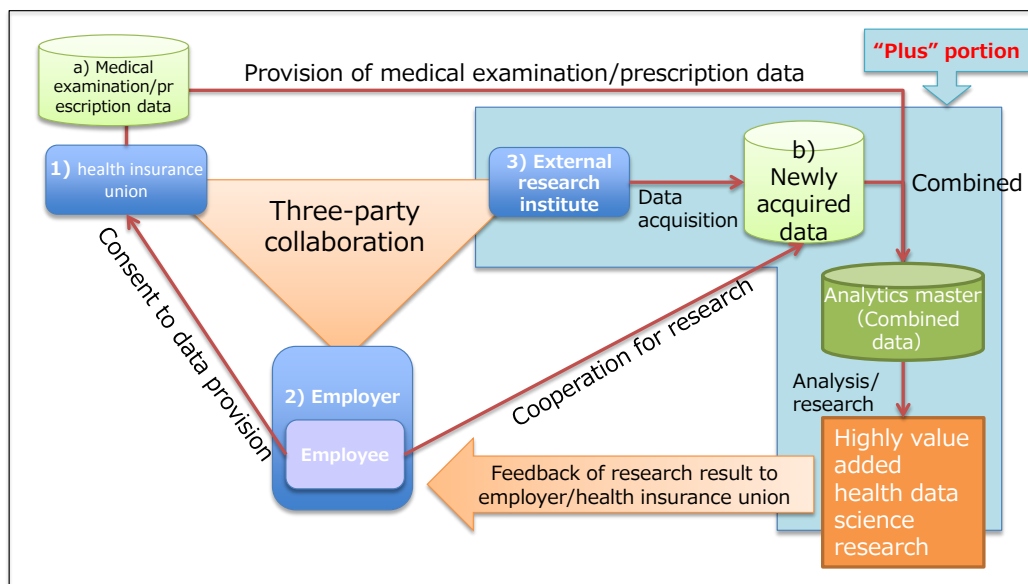 a) Medical
examination/pr
escription data
Provision of medical examination/prescription data
“Plus” portion
1) health insurance
union
Three-party
collaboration
3) External
research
institute
Data
acquisition
b)
Newly
acquired
data
Combined
Consent to data provision
Cooperation for research
Analytics master
（Combined
data）
2) Employer
Employee
Analysis/
research
Feedback of research result to
employer/health insurance union
Highly value
added
health data
science
research